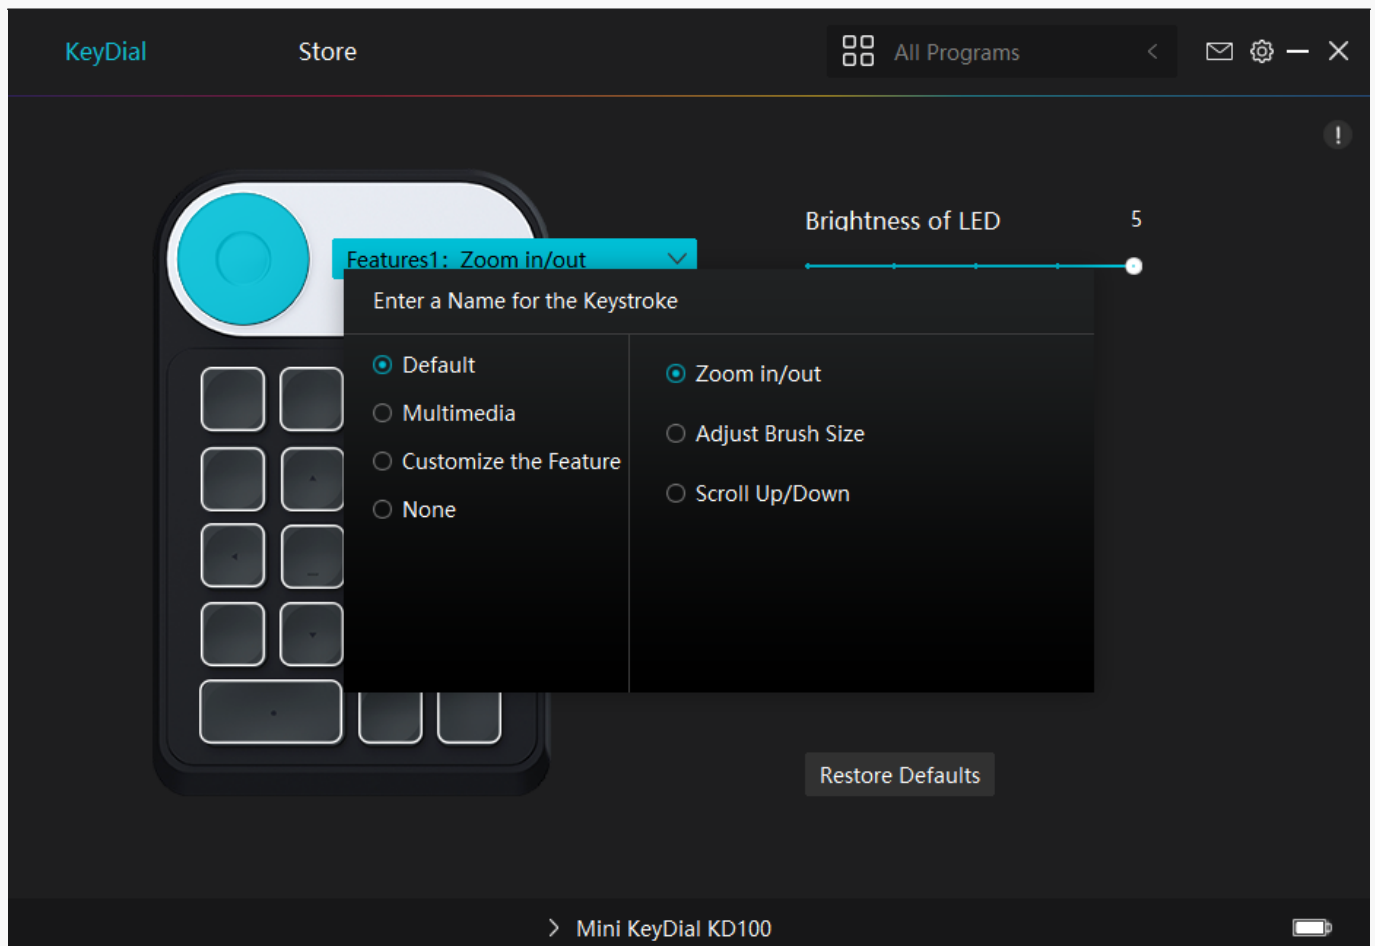 KeyDial
Store
All Programs
Brightness of LED
5
Features1: Zoom in/out
Enter a Name for the Keystroke
Default
Multimedia
Customize the Feature
None
Zoom in/out
Adjust Brush Size
Scroll Up/Down
Restore Defaults
Mini KeyDial KD100